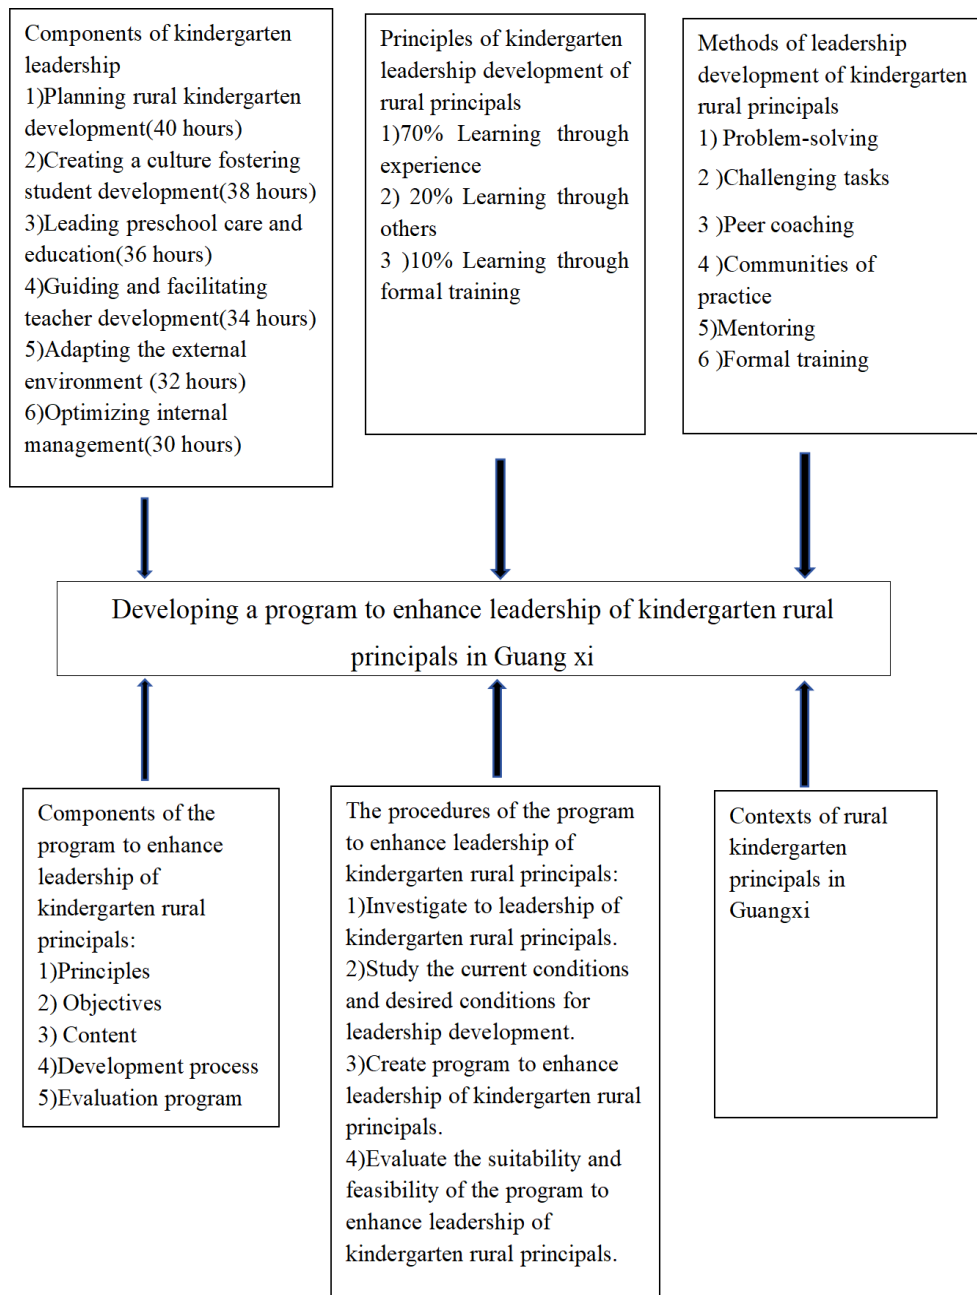 Components of kindergarten
leadership
1)Planning rural kindergarten
development(40 hours)
2)Creating a culture fostering
student development(38 hours)
3)Leading preschool care and
education(36 hours)
4)Guiding and facilitating
teacher development(34 hours)
5)Adapting the external
environment (32 hours)
6)Optimizing internal
management(30 hours)
Principles of kindergarten
leadership development of
rural principals
1)70% Learning through
experience
2) 20% Learning through
others
3 )10% Learning through
formal training
Methods of leadership
development of kindergarten
rural principals
1) Problem-solving
2 )Challenging tasks
3 )Peer coaching
4 )Communities of
practice
5)Mentoring
6 )Formal training
Developing a program to enhance leadership of kindergarten rural
principals in Guang xi
Components of the
program to enhance
leadership of
kindergarten rural
principals:
1)Principles
2) Objectives
3) Content
4)Development process
5)Evaluation program
The procedures of the program
to enhance leadership of
kindergarten rural principals:
1)Investigate to leadership of
kindergarten rural principals.
2)Study the current conditions
and desired conditions for
leadership development.
3)Create program to enhance
leadership of kindergarten rural
principals.
4)Evaluate the suitability and
feasibility of the program to
enhance leadership of
kindergarten rural principals.
Contexts of rural
kindergarten
principals in
Guangxi